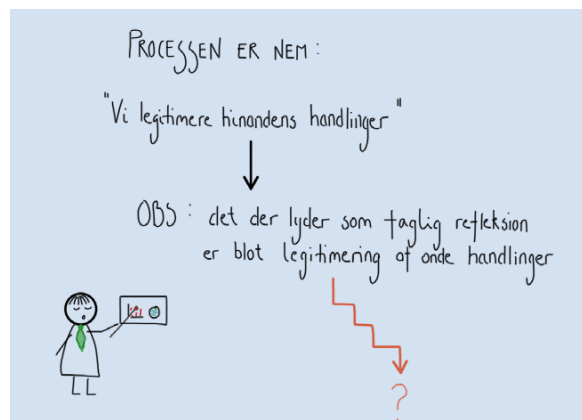 PROCESSEN ER NEM :
"Vi legitimere hinandens handlinger"
OBS : det der lyder som faglig refleksion
er blot legitimering af onde handlinger
?